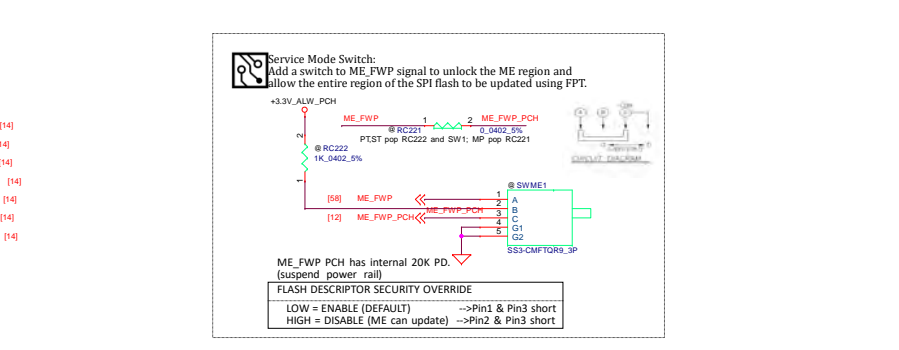 Service Mode Switch:
Add a switch to ME_FWP signal to unlock the ME region and
allow the entire region of the SPI flash to be updated using FPT.
+3.3V_ALW_PCH
ME_FWP 1 2 ME_FWP_PCH
@ RC221 0_0402_5%
PT,ST pop RC222 and SW1; MP pop RC221
2
@ RC222
1K_0402_5%
1
CIRCUIT DIAGRAM
[14]
[14]
[14]
[14]
[14]
[14]
[14]
@ SWME1
[58] ME_FWP 1 A
2 B
[12] ME_FWP_PCH ME_FWP_PCH 3 C
4 G1
5 G2
SS3-CMFTQR9_3P
ME_FWP PCH has internal 20K PD.
(suspend power rail)
FLASH DESCRIPTOR SECURITY OVERRIDE
LOW = ENABLE (DEFAULT) -->Pin1 & Pin3 short
HIGH = DISABLE (ME can update) -->Pin2 & Pin3 short